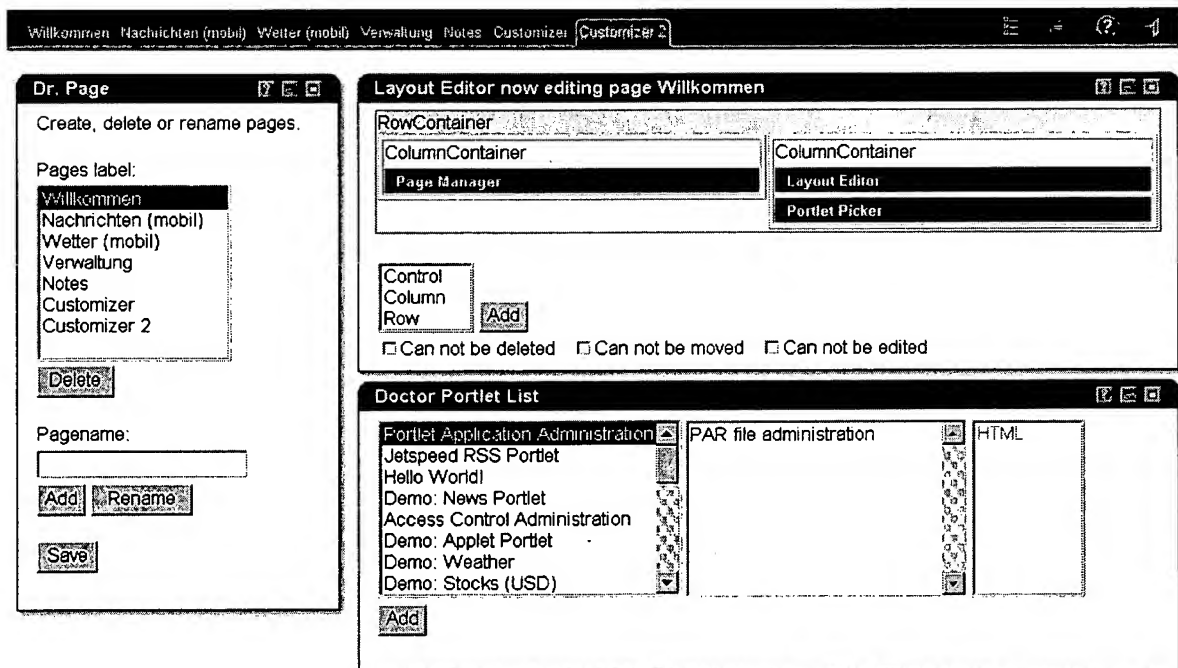 Willkommen Nachrichten (mobil) Wetter (mobil) Verwaltung Notes Customizer Customizer 2
Dr. Page
Create, delete or rename pages.
Pages label:
Willkommen
Nachrichten (mobil)
Wetter (mobil)
Verwaltung
Notes
Customizer
Customizer 2
Delete
Pagename:
Add Rename
Save
Layout Editor now editing page Willkommen
RowContainer
ColumnContainer
Page Manager
ColumnContainer
Layout Editor
Portlet Picker
Control
Column
Row
Add
Can not be deleted Can not be moved Can not be edited
Doctor Portlet List
Portlet Application Administration
Jetspeed RSS Portlet
Hello World!
Demo: News Portlet
Access Control Administration
Demo: Applet Portlet
Demo: Weather
Demo: Stocks (USD)
PAR file administration
HTML
Add